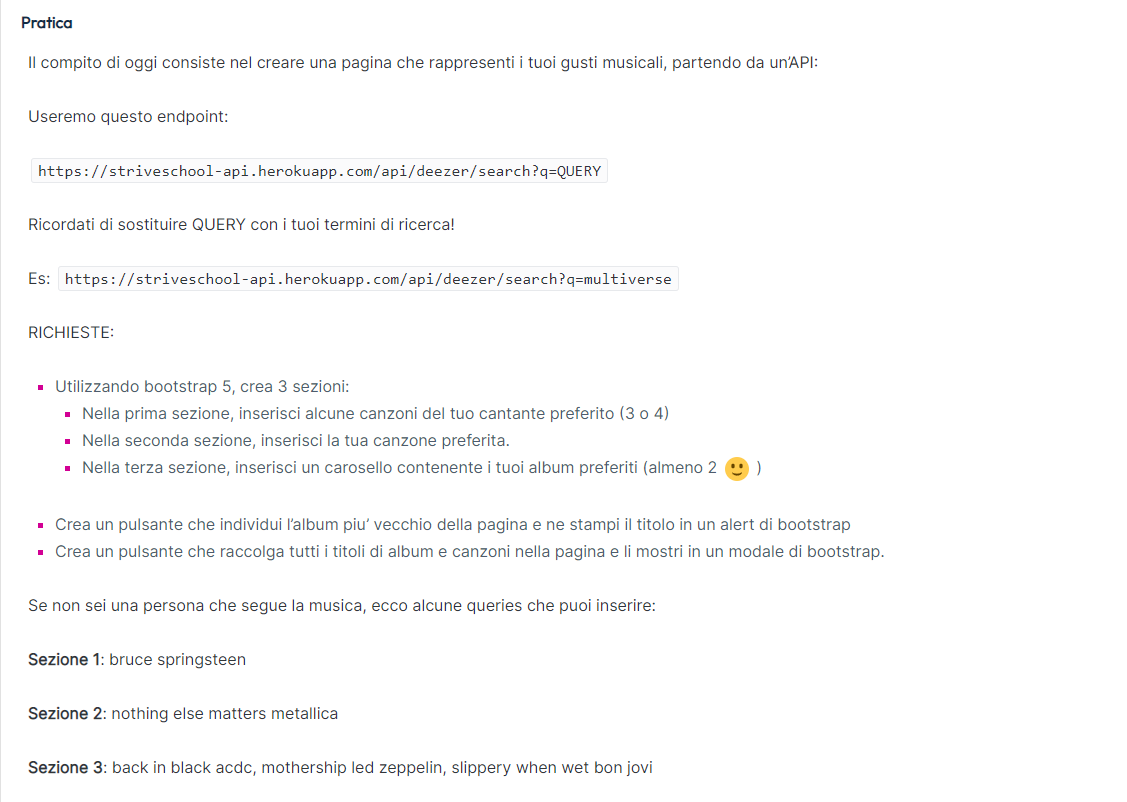 Pratica
Il compito di oggi consiste nel creare una pagina che rappresenti i tuoi gusti musicali, partendo da un’API:
Useremo questo endpoint:
https://striveschool-api.herokuapp.com/api/deezer/search?q=QUERY
Ricordati di sostituire QUERY con i tuoi termini di ricerca!
Es: https://striveschool-api.herokuapp.com/api/deezer/search?q=multiverse
RICHIESTE:
Utilizzando bootstrap 5, crea 3 sezioni:
Nella prima sezione, inserisci alcune canzoni del tuo cantante preferito (3 o 4)
Nella seconda sezione, inserisci la tua canzone preferita.
Nella terza sezione, inserisci un carosello contenente i tuoi album preferiti (almeno 2 🙂 )
Crea un pulsante che individui l’album piu’ vecchio della pagina e ne stampi il titolo in un alert di bootstrap
Crea un pulsante che raccolga tutti i titoli di album e canzoni nella pagina e li mostri in un modale di bootstrap.
Se non sei una persona che segue la musica, ecco alcune queries che puoi inserire:
Sezione 1: bruce springsteen
Sezione 2: nothing else matters metallica
Sezione 3: back in black acdc, mothership led zeppelin, slippery when wet bon jovi